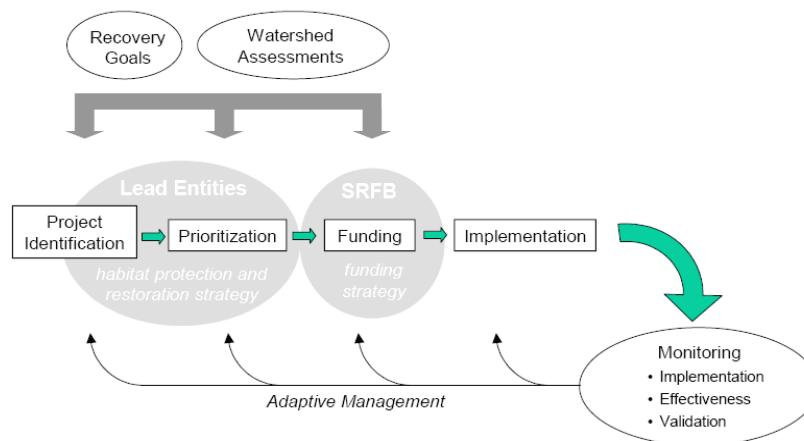 Recovery
Goals
Watershed
Assessments
Lead Entities
SRFB
Project
Identification
Prioritization
Funding
Implementation
habitat protection and
restoration strategy
funding
strategy
Adaptive Management
Monitoring
• Implementation
• Effectiveness
• Validation